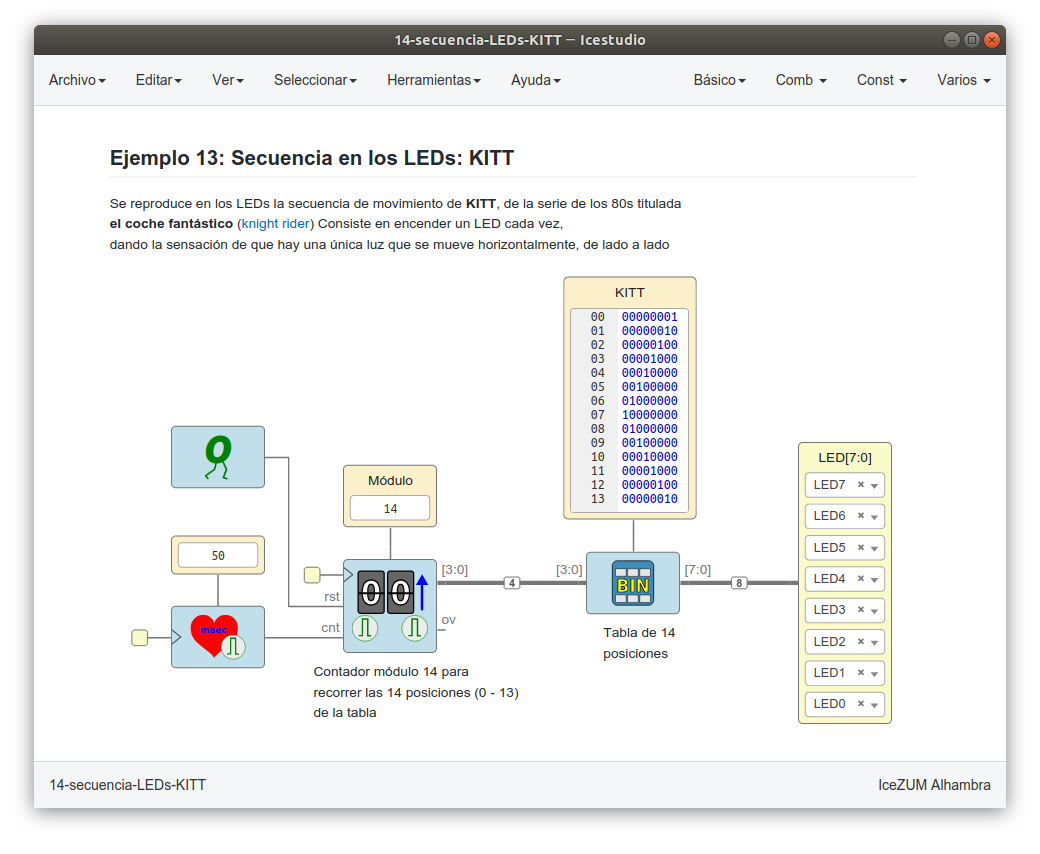 14-secuencia-LEDs-KITT — Icestudio
Archivo Editar Ver Seleccionar Herramientas Ayuda Básico Comb Const Varios
Ejemplo 13: Secuencia en los LEDs: KITT
Se reproduce en los LEDs la secuencia de movimiento de KITT, de la serie de los 80s titulada
el coche fantástico (knight rider) Consiste en encender un LED cada vez,
dando la sensación de que hay una única luz que se mueve horizontalmente, de lado a lado
KITT
00 00000001
01 00000010
02 00000100
03 00001000
04 00010000
05 00100000
06 01000000
07 10000000
08 01000000
09 00100000
10 00010000
11 00001000
12 00000100
13 00000010
0
Módulo
14
50
msec
rst
cnt
00
[3:0]
ov
4
[3:0]
BIN
[7:0]
8
Tabla de 14
posiciones
Contador módulo 14 para
recorrer las 14 posiciones (0 - 13)
de la tabla
LED[7:0]
LED7
LED6
LED5
LED4
LED3
LED2
LED1
LED0
14-secuencia-LEDs-KITT
IceZUM Alhambra